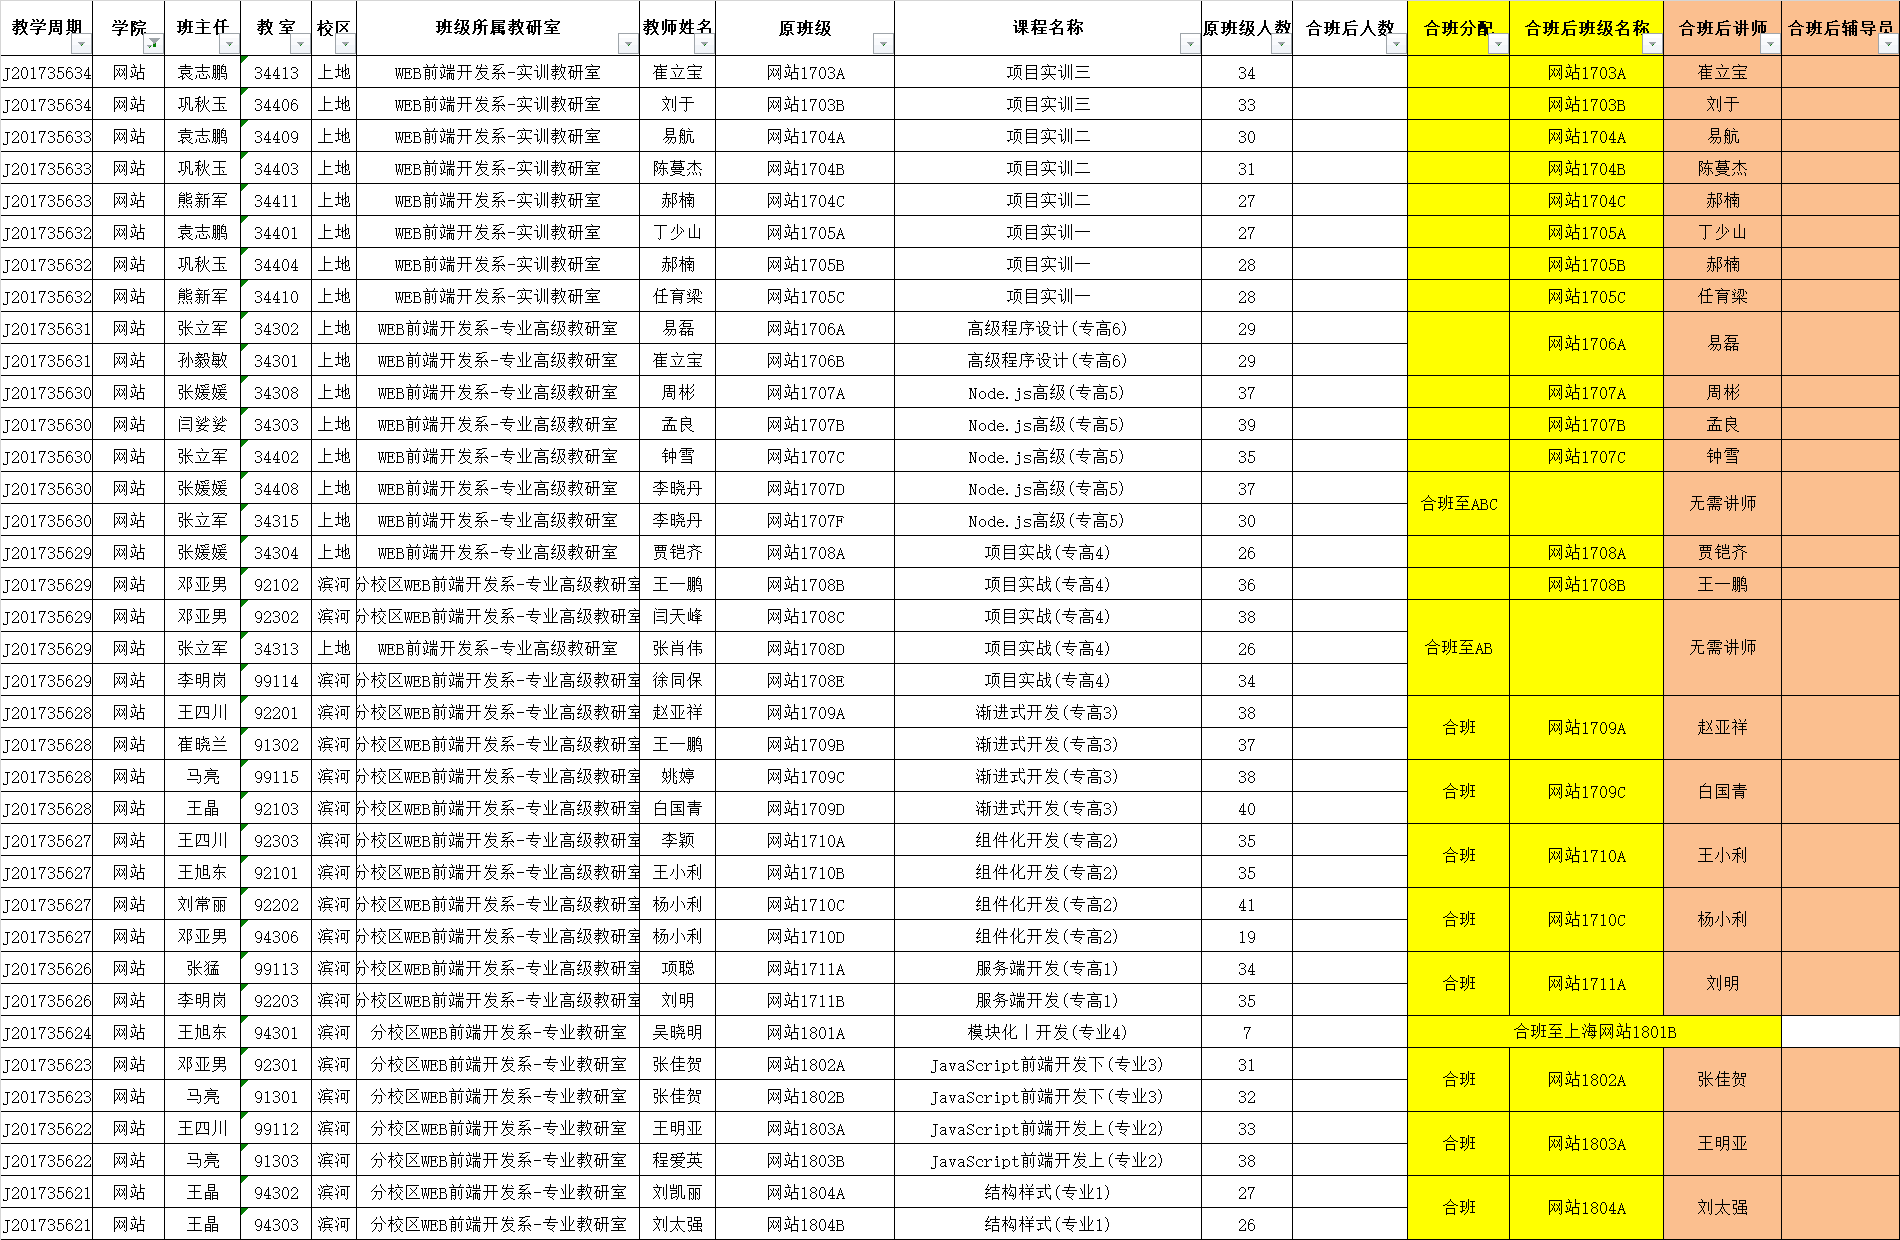 教学周期 学院 班主任 教 室 校区 班级所属教研室 教师姓名 原班级 课程名称 原班级人数 合班后人数 合班分配 合班后班级名称 合班后讲师 合班后辅导员
J201735634 网站 袁志鹏 34413 上地 WEB前端开发系-实训教研室 崔立宝 网站1703A 项目实训三 34 网站1703A 崔立宝
J201735634 网站 巩秋玉 34406 上地 WEB前端开发系-实训教研室 刘于 网站1703B 项目实训三 33 网站1703B 刘于
J201735633 网站 袁志鹏 34409 上地 WEB前端开发系-实训教研室 易航 网站1704A 项目实训二 30 网站1704A 易航
J201735633 网站 巩秋玉 34403 上地 WEB前端开发系-实训教研室 陈蔓杰 网站1704B 项目实训二 31 网站1704B 陈蔓杰
J201735633 网站 熊新军 34411 上地 WEB前端开发系-实训教研室 郝楠 网站1704C 项目实训二 27 网站1704C 郝楠
J201735632 网站 袁志鹏 34401 上地 WEB前端开发系-实训教研室 丁少山 网站1705A 项目实训一 27 网站1705A 丁少山
J201735632 网站 巩秋玉 34404 上地 WEB前端开发系-实训教研室 郝楠 网站1705B 项目实训一 28 网站1705B 郝楠
J201735632 网站 熊新军 34410 上地 WEB前端开发系-实训教研室 任育梁 网站1705C 项目实训一 28 网站1705C 任育梁
J201735631 网站 张立军 34302 上地 WEB前端开发系-专业高级教研室 易磊 网站1706A 高级程序设计(专高6) 29 网站1706A 易磊
J201735631 网站 孙毅敏 34301 上地 WEB前端开发系-专业高级教研室 崔立宝 网站1706B 高级程序设计(专高6) 29
J201735630 网站 张媛媛 34308 上地 WEB前端开发系-专业高级教研室 周彬 网站1707A Node.js高级(专高5) 37 网站1707A 周彬
J201735630 网站 闫娑娑 34303 上地 WEB前端开发系-专业高级教研室 孟良 网站1707B Node.js高级(专高5) 39 网站1707B 孟良
J201735630 网站 张立军 34402 上地 WEB前端开发系-专业高级教研室 钟雪 网站1707C Node.js高级(专高5) 35 网站1707C 钟雪
J201735630 网站 张媛媛 34408 上地 WEB前端开发系-专业高级教研室 李晓丹 网站1707D Node.js高级(专高5) 37 合班至ABC 无需讲师
J201735630 网站 张立军 34315 上地 WEB前端开发系-专业高级教研室 李晓丹 网站1707F Node.js高级(专高5) 30
J201735629 网站 张媛媛 34304 上地 WEB前端开发系-专业高级教研室 贾铠齐 网站1708A 项目实战(专高4) 26 网站1708A 贾铠齐
J201735629 网站 邓亚男 92102 滨河 分校区WEB前端开发系-专业高级教研室 王一鹏 网站1708B 项目实战(专高4) 36 网站1708B 王一鹏
J201735629 网站 邓亚男 92302 滨河 分校区WEB前端开发系-专业高级教研室 闫天峰 网站1708C 项目实战(专高4) 38
J201735629 网站 张立军 34313 上地 WEB前端开发系-专业高级教研室 张肖伟 网站1708D 项目实战(专高4) 26 合班至AB 无需讲师
J201735629 网站 李明岗 99114 滨河 分校区WEB前端开发系-专业高级教研室 徐同保 网站1708E 项目实战(专高4) 34
J201735628 网站 王四川 92201 滨河 分校区WEB前端开发系-专业高级教研室 赵亚祥 网站1709A 渐进式开发(专高3) 38 合班 网站1709A 赵亚祥
J201735628 网站 崔晓兰 91302 滨河 分校区WEB前端开发系-专业高级教研室 王一鹏 网站1709B 渐进式开发(专高3) 37
J201735628 网站 马亮 99115 滨河 分校区WEB前端开发系-专业高级教研室 姚婷 网站1709C 渐进式开发(专高3) 38 合班 网站1709C 白国青
J201735628 网站 王晶 92103 滨河 分校区WEB前端开发系-专业高级教研室 白国青 网站1709D 渐进式开发(专高3) 40
J201735627 网站 王四川 92303 滨河 分校区WEB前端开发系-专业高级教研室 李颖 网站1710A 组件化开发(专高2) 35 合班 网站1710A 王小利
J201735627 网站 王旭东 92101 滨河 分校区WEB前端开发系-专业高级教研室 王小利 网站1710B 组件化开发(专高2) 35
J201735627 网站 刘常丽 92202 滨河 分校区WEB前端开发系-专业高级教研室 杨小利 网站1710C 组件化开发(专高2) 41 合班 网站1710C 杨小利
J201735627 网站 邓亚男 94306 滨河 分校区WEB前端开发系-专业高级教研室 杨小利 网站1710D 组件化开发(专高2) 19
J201735626 网站 张猛 99113 滨河 分校区WEB前端开发系-专业高级教研室 项聪 网站1711A 服务端开发(专高1) 34 合班 网站1711A 刘明
J201735626 网站 李明岗 92203 滨河 分校区WEB前端开发系-专业高级教研室 刘明 网站1711B 服务端开发(专高1) 35
J201735624 网站 王旭东 94301 滨河 分校区WEB前端开发系-专业教研室 吴晓明 网站1801A 模块化｜开发(专业4) 7 合班至上海网站1801B
J201735623 网站 邓亚男 92301 滨河 分校区WEB前端开发系-专业教研室 张佳贺 网站1802A JavaScript前端开发下(专业3) 31 合班 网站1802A 张佳贺
J201735623 网站 马亮 91301 滨河 分校区WEB前端开发系-专业教研室 张佳贺 网站1802B JavaScript前端开发下(专业3) 32
J201735622 网站 王四川 99112 滨河 分校区WEB前端开发系-专业教研室 王明亚 网站1803A JavaScript前端开发上(专业2) 33 合班 网站1803A 王明亚
J201735622 网站 马亮 91303 滨河 分校区WEB前端开发系-专业教研室 程爱英 网站1803B JavaScript前端开发上(专业2) 38
J201735621 网站 王晶 94302 滨河 分校区WEB前端开发系-专业教研室 刘凯丽 网站1804A 结构样式(专业1) 27 合班 网站1804A 刘太强
J201735621 网站 王晶 94303 滨河 分校区WEB前端开发系-专业教研室 刘太强 网站1804B 结构样式(专业1) 26